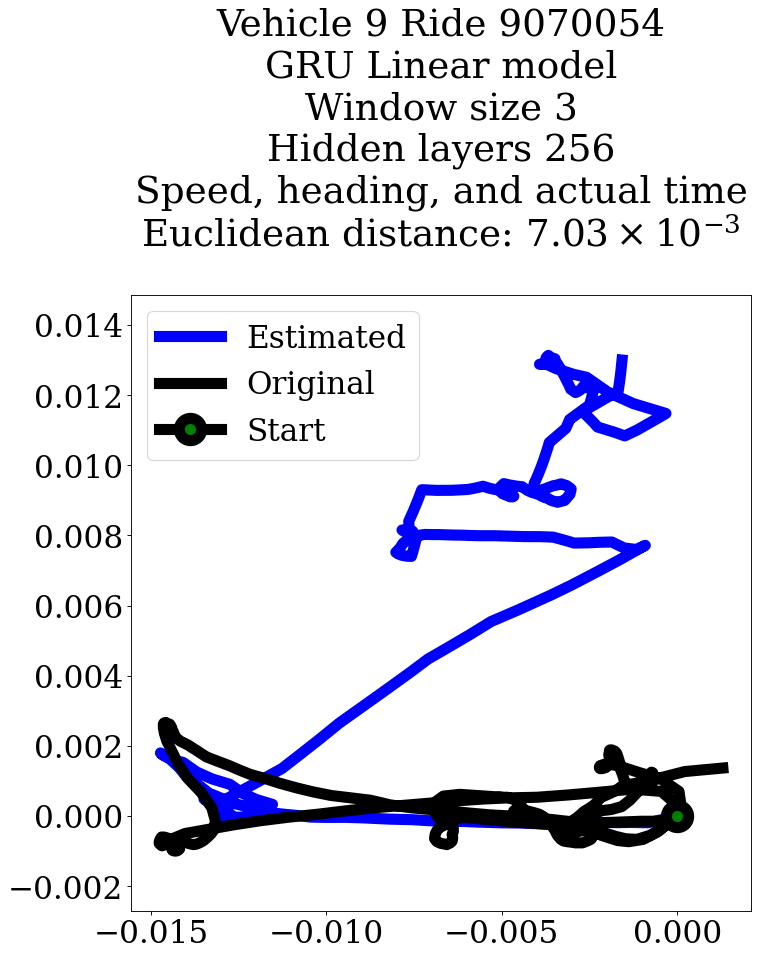 Vehicle 9 Ride 9070054
GRU Linear model
Window size 3
Hidden layers 256
Speed, heading, and actual time
Euclidean distance: 7.03 × 10⁻³
Estimated
Original
Start
0.014
0.012
0.010
0.008
0.006
0.004
0.002
0.000
−0.002
−0.015 −0.010 −0.005 0.000